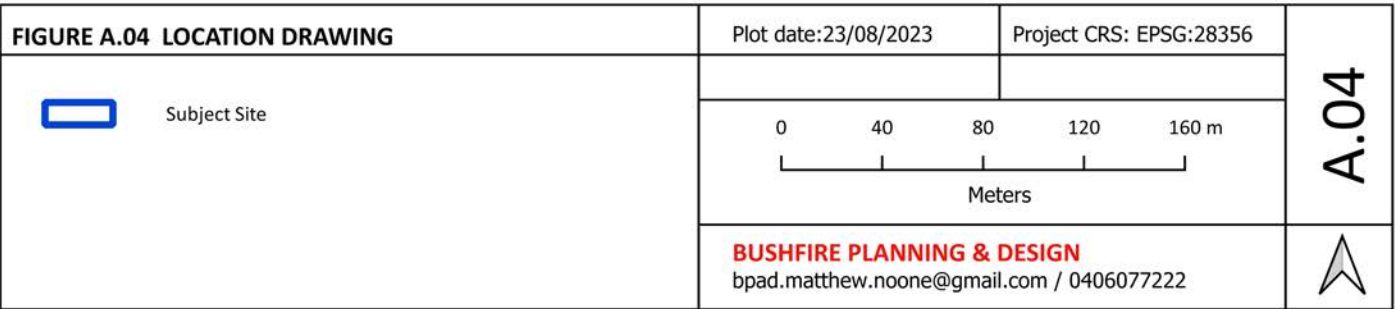 FIGURE A.04 LOCATION DRAWING
Subject Site
Plot date:23/08/2023
Project CRS: EPSG:28356
0 40 80 120 160 m
Meters
BUSHFIRE PLANNING & DESIGN
bpad.matthew.noone@gmail.com / 0406077222
A.04